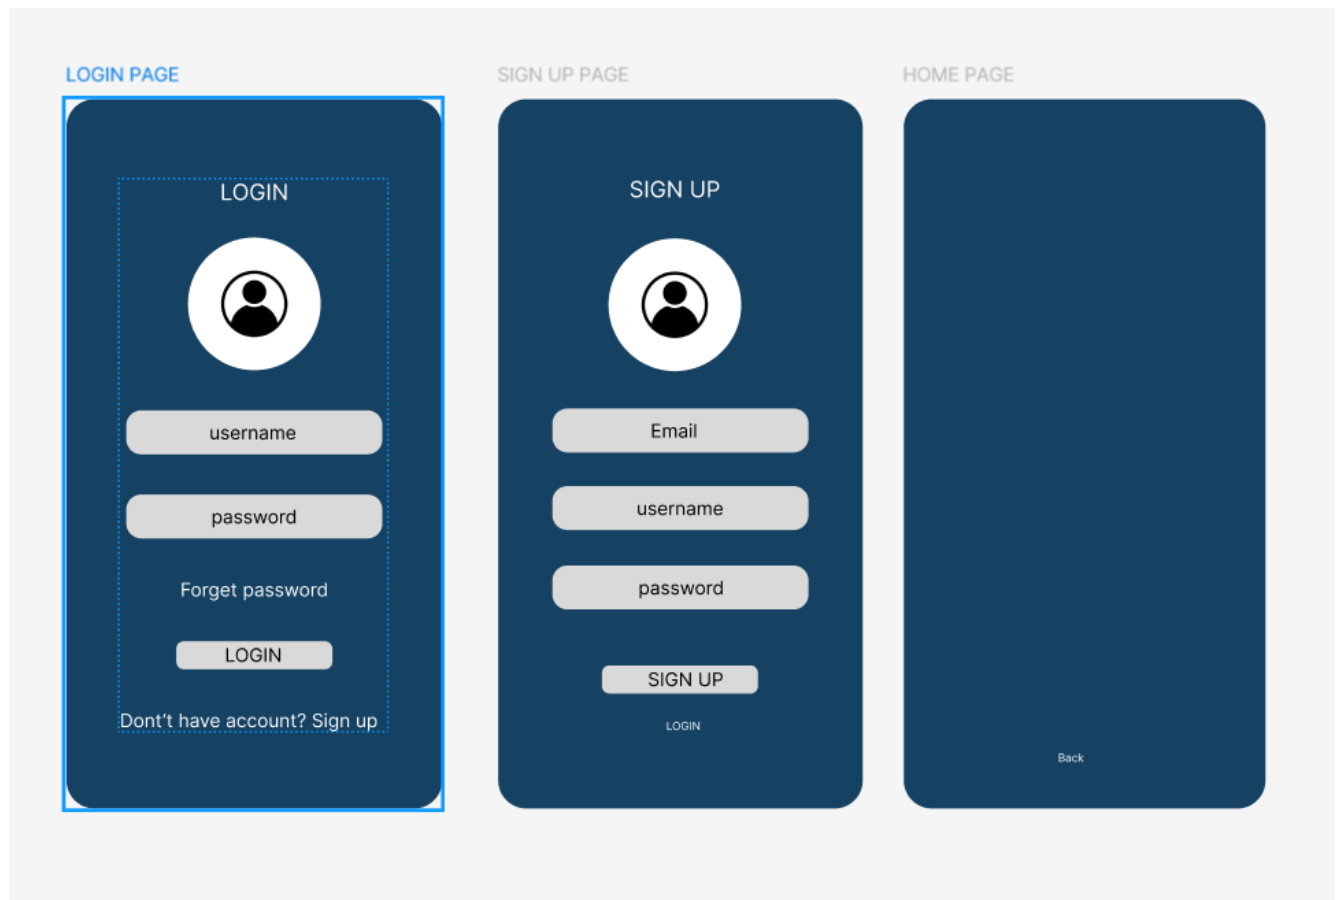 LOGIN PAGE
LOGIN
username
password
Forget password
LOGIN
Dont't have account? Sign up
SIGN UP PAGE
SIGN UP
Email
username
password
SIGN UP
LOGIN
HOME PAGE
Back